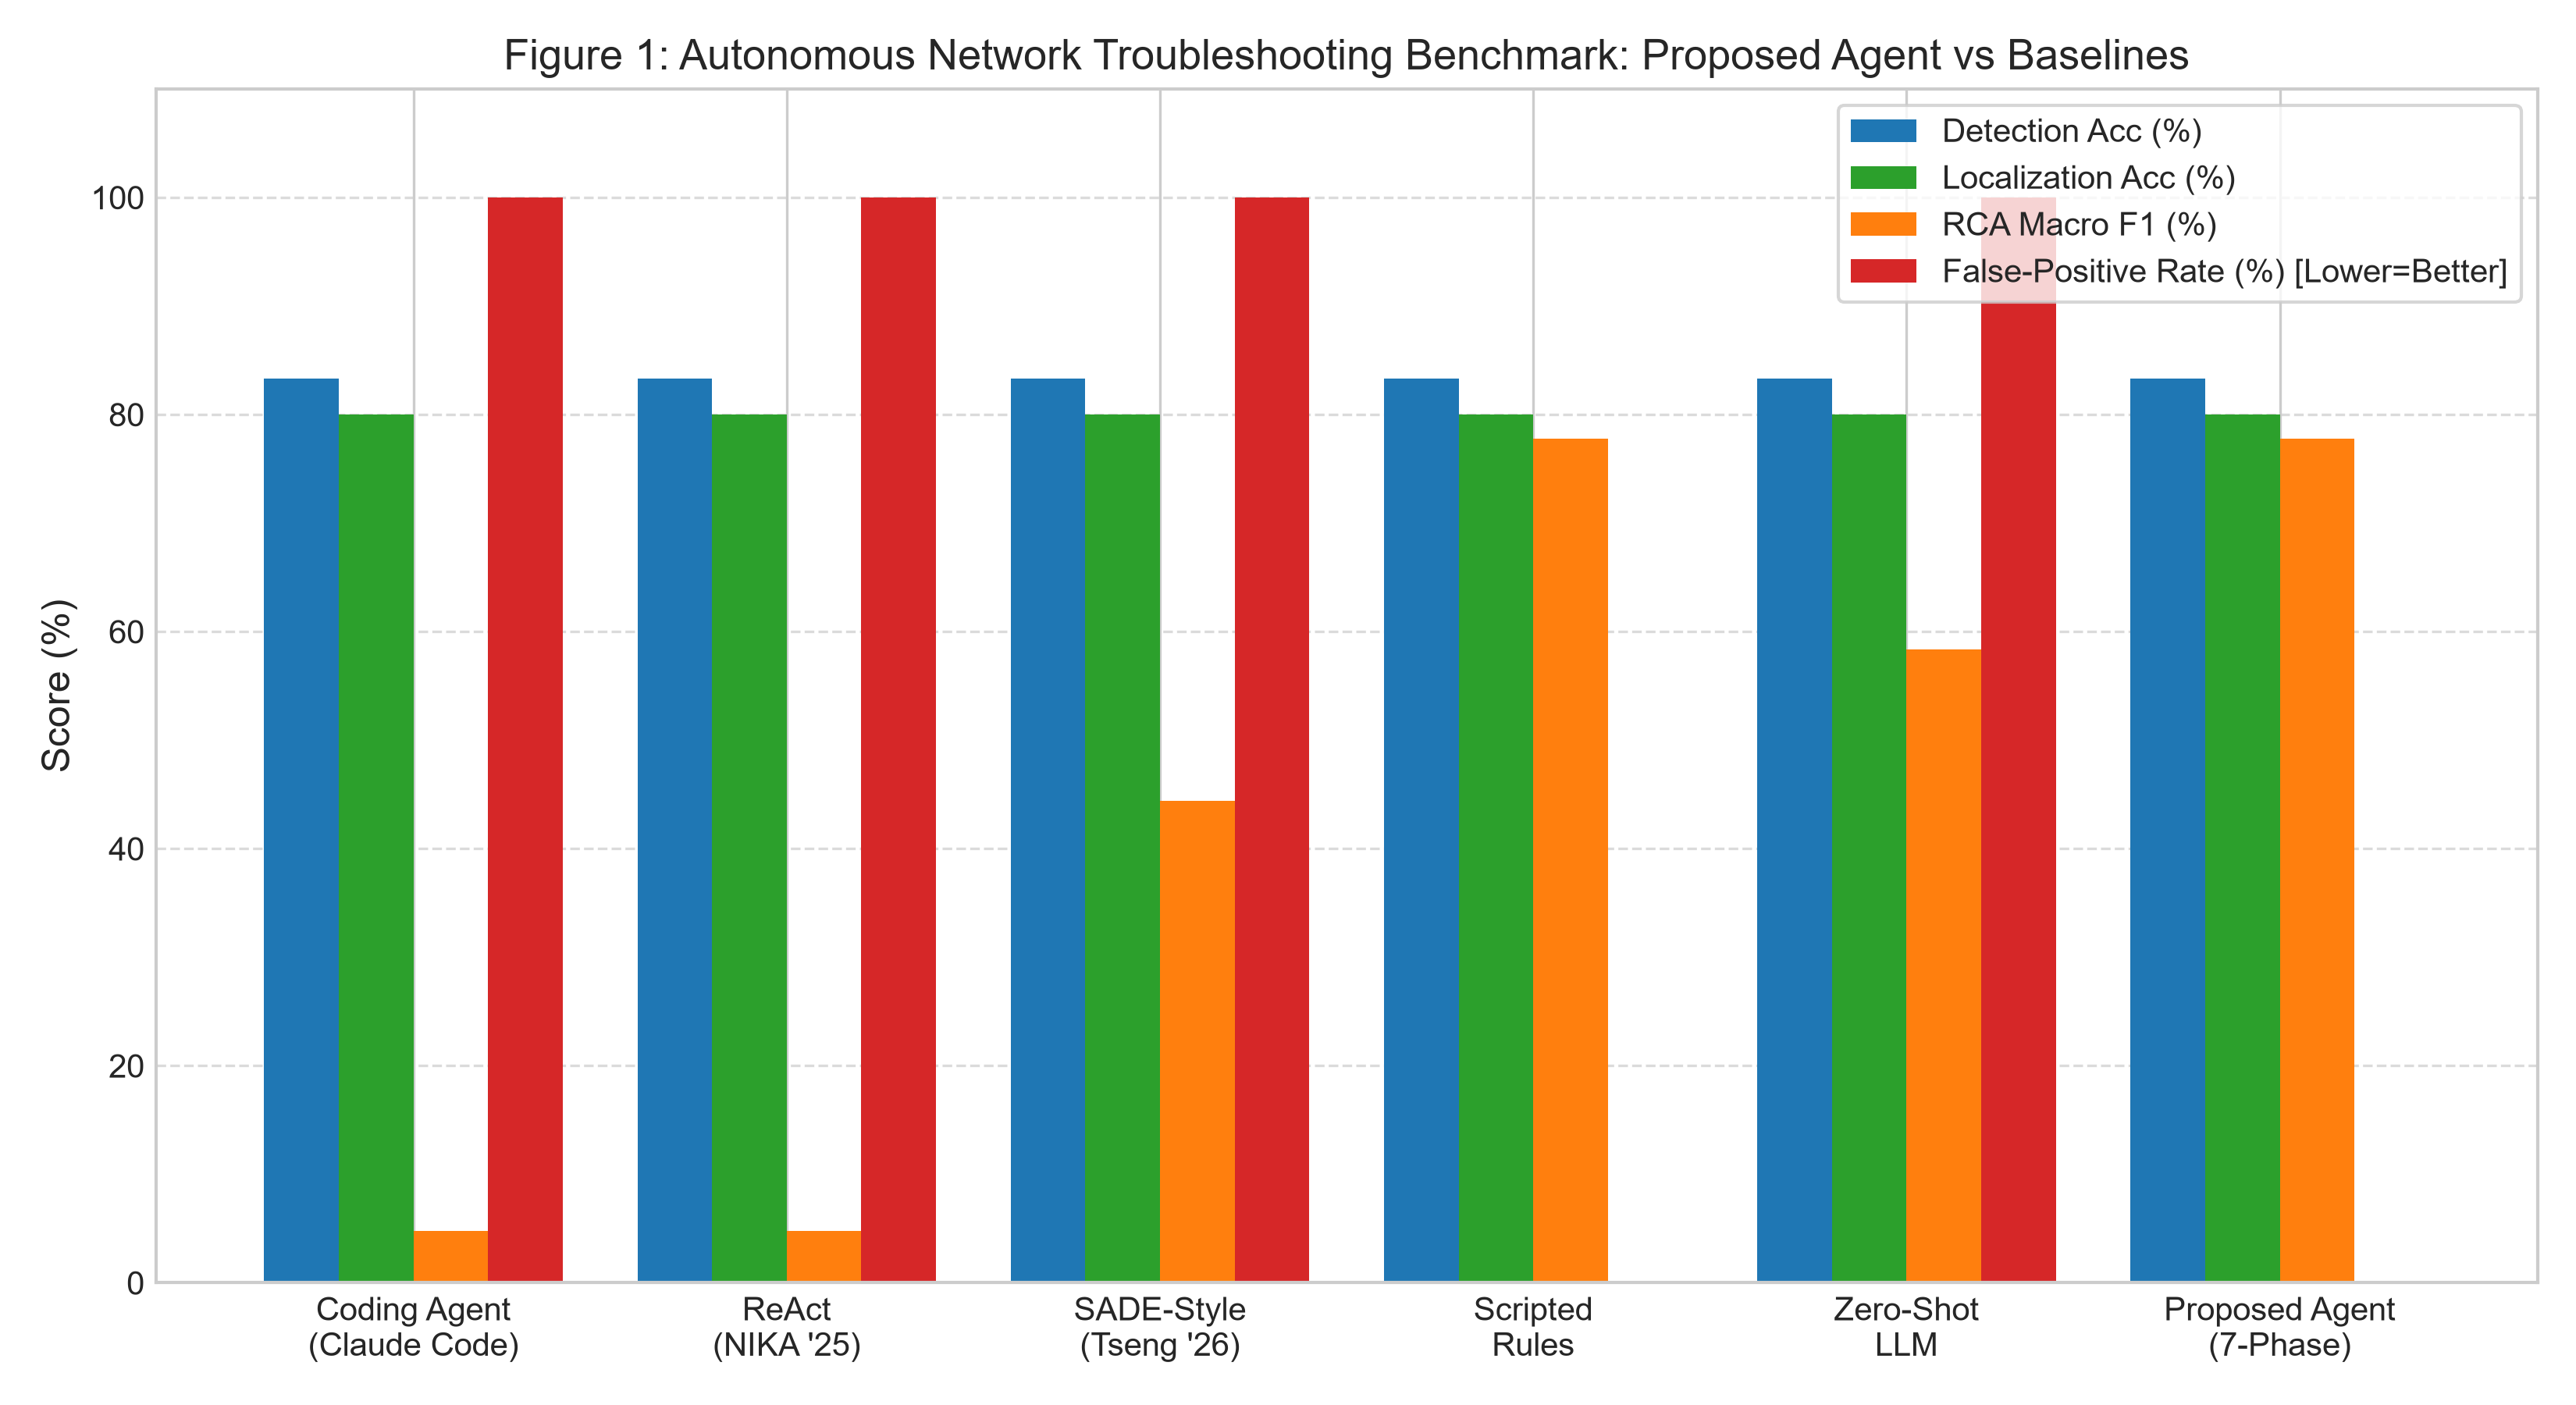 Figure 1: Autonomous Network Troubleshooting Benchmark: Proposed Agent vs Baselines
Detection Acc (%)
Localization Acc (%)
RCA Macro F1 (%)
False-Positive Rate (%) [Lower=Better]
Score (%)
100
80
60
40
20
0
Coding Agent
(Claude Code)
ReAct
(NIKA '25)
SADE-Style
(Tseng '26)
Scripted
Rules
Zero-Shot
LLM
Proposed Agent
(7-Phase)